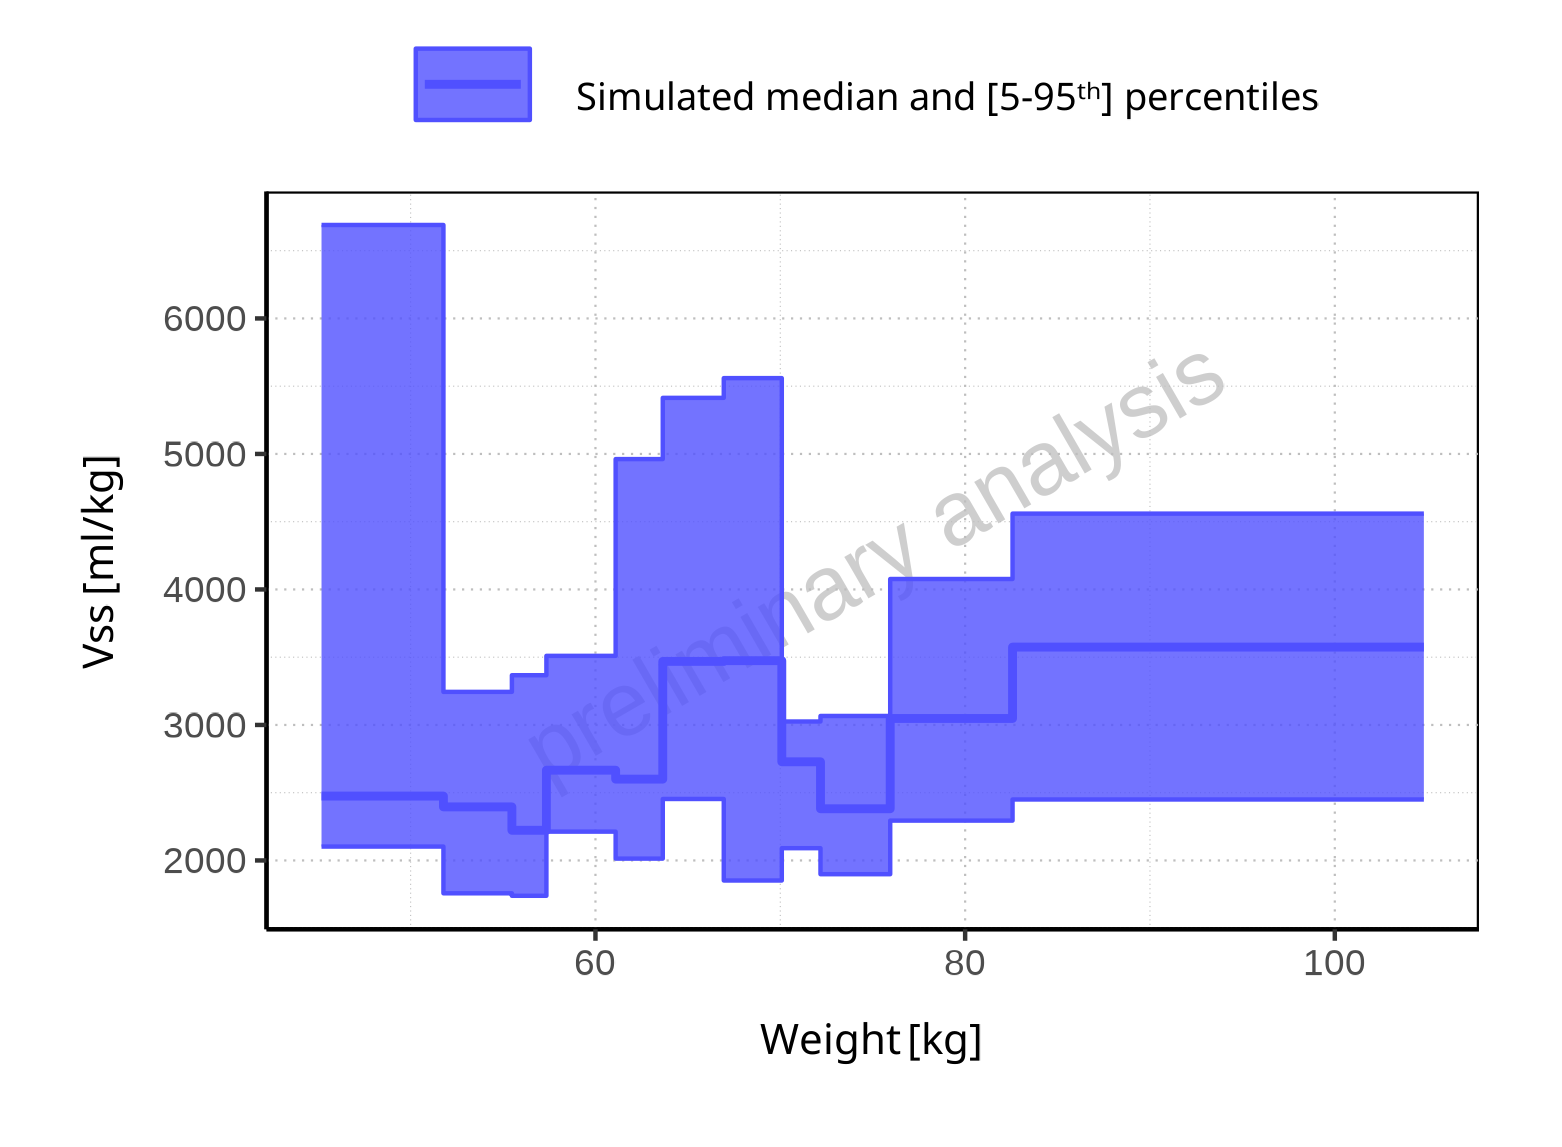 Simulated median and [5-95ᵗʰ] percentiles
6000
5000
4000
3000
2000
Vss [ml/kg]
preliminary analysis
60 80 100
Weight [kg]